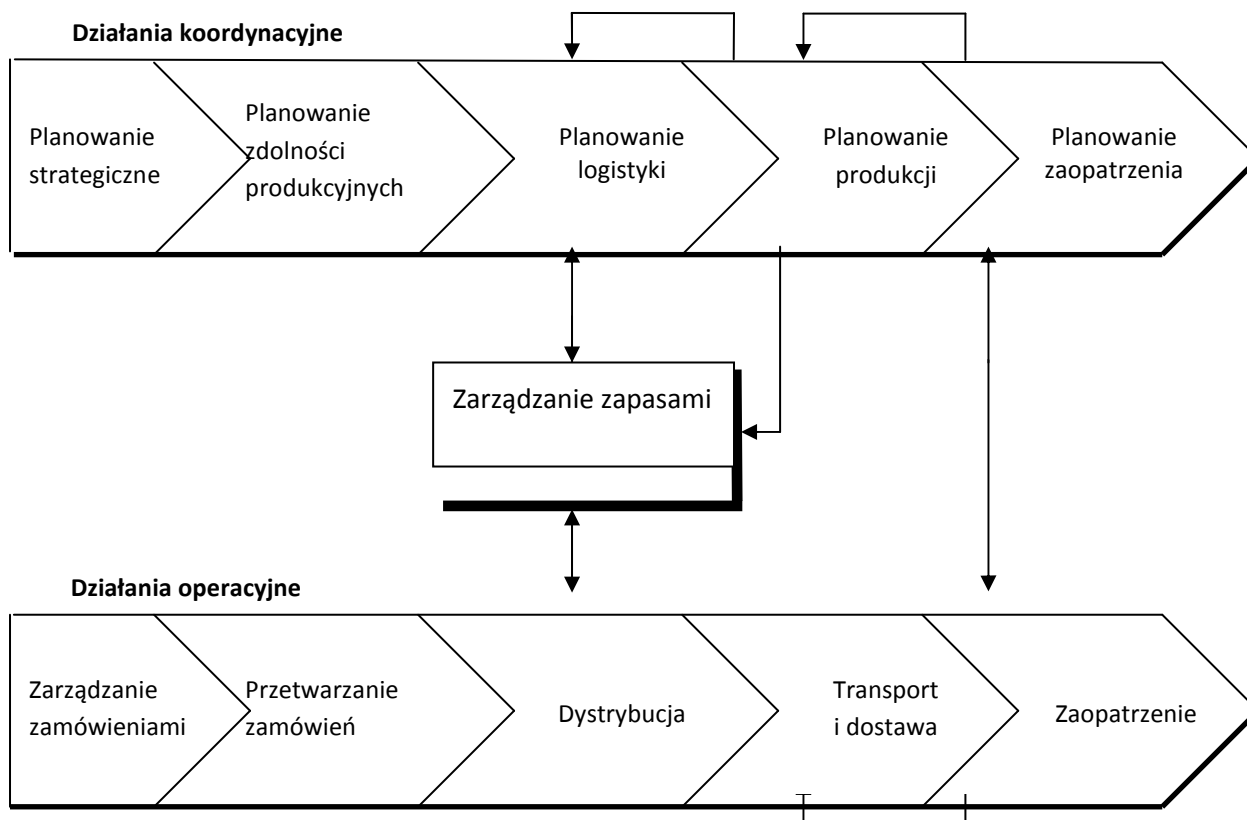 Działania koordynacyjne
Planowanie
strategiczne
Planowanie
zdolności
produkcyjnych
Planowanie
logistyki
Planowanie
produkcji
Planowanie
zaopatrzenia
Zarządzanie zapasami
Działania operacyjne
Zarządzanie
zamówieniami
Przetwarzanie
zamówień
Dystrybucja
Transport
i dostawa
Zaopatrzenie